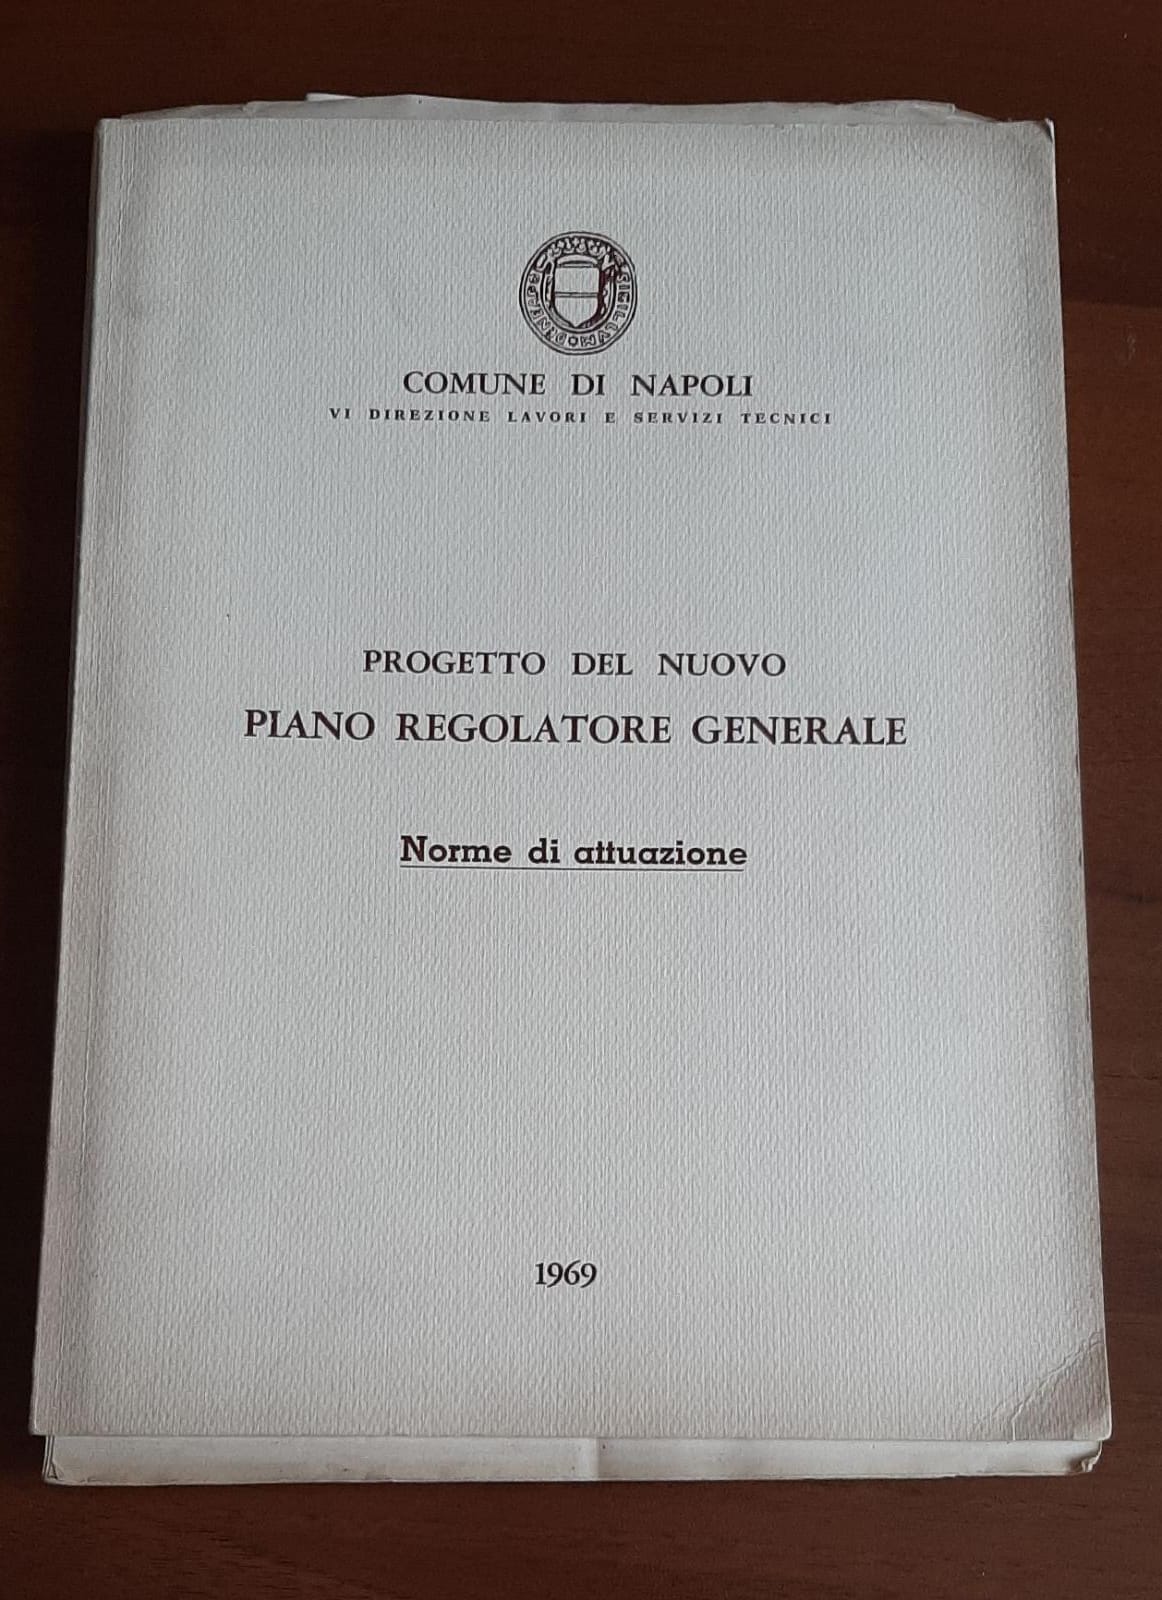 COMUNE DI NAPOLI
VI DIREZIONE LAVORI E SERVIZI TECNICI
PROGETTO DEL NUOVO
PIANO REGOLATORE GENERALE
Norme di attuazione
1969